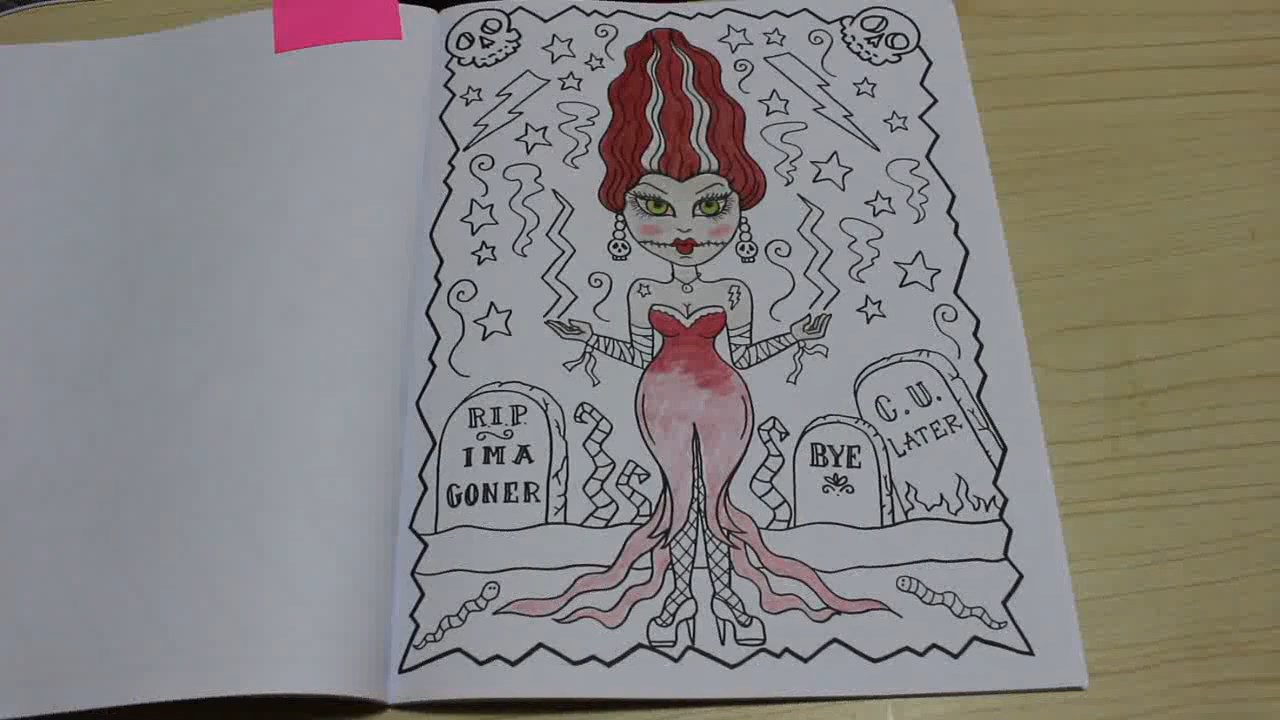 R.I.P.
IMA
GONER
BYE
C.U.
LATER